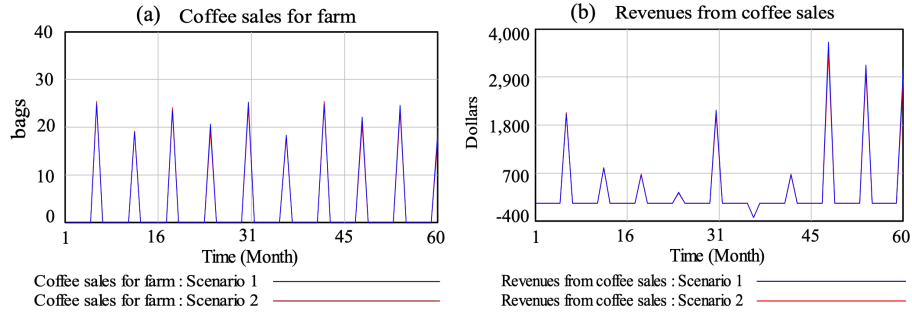 (a) Coffee sales for farm
40
30
20
10
0
bags
1 16 31 45 60
Time (Month)
Coffee sales for farm : Scenario 1
Coffee sales for farm : Scenario 2
(b) Revenues from coffee sales
4,000
2,900
1,800
700
-400
Dollars
1 16 31 45 60
Time (Month)
Revenues from coffee sales : Scenario 1
Revenues from coffee sales : Scenario 2